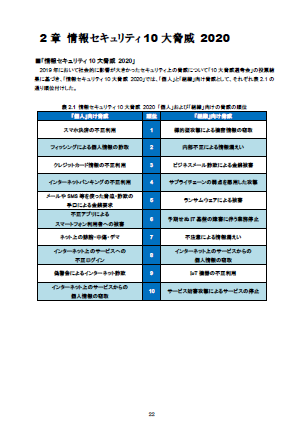 2章 情報セキュリティ10大脅威 2020
■「情報セキュリティ10大脅威 2020」
2019年において社会的に影響が大きかったセキュリティ上の脅威について「10大脅威選考会」の投票結
果に基づき、「情報セキュリティ10大脅威 2020」では、「個人」と「組織」向け脅威として、それぞれ表2.1の
通り順位付けした。
表 2.1 情報セキュリティ10大脅威 2020「個人」および「組織」向けの脅威の順位
「個人」向け脅威 順位 「組織」向け脅威
スマホ決済の不正利用 1 標的型攻撃による機密情報の窃取
フィッシングによる個人情報の詐取 2 内部不正による情報漏えい
クレジットカード情報の不正利用 3 ビジネスメール詐欺による金銭被害
インターネットバンキングの不正利用 4 サプライチェーンの弱点を悪用した攻撃
メールやSMS等を使った脅迫・詐欺の
手口による金銭要求
5 ランサムウェアによる被害
不正アプリによる
スマートフォン利用者への被害
6 予期せぬIT基盤の障害に伴う業務停止
ネット上の誹謗・中傷・デマ 7 不注意による情報漏えい
インターネット上のサービスへの
不正ログイン
8 インターネット上のサービスからの
個人情報の窃取
偽警告によるインターネット詐欺 9 IoT機器の不正利用
インターネット上のサービスからの
個人情報の窃取
10 サービス妨害攻撃によるサービスの停止
22